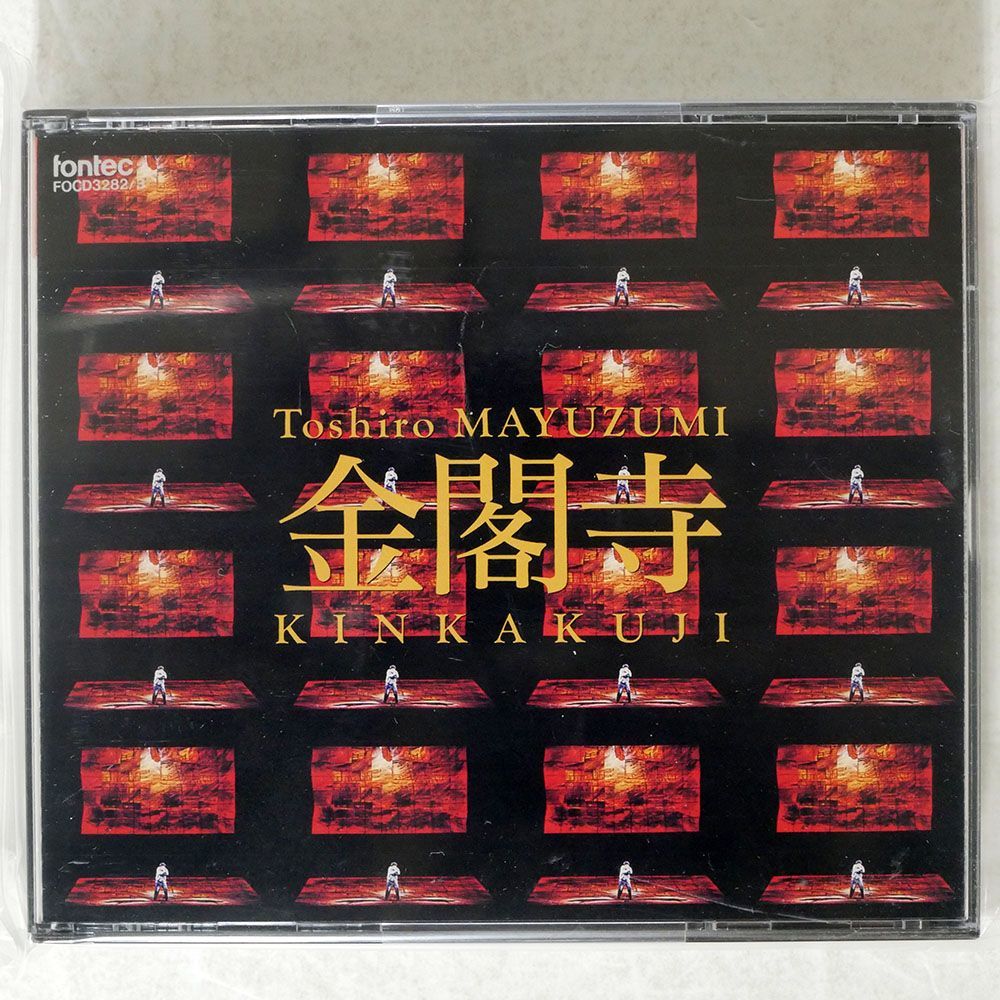 fontec
FOCD3282/3
Toshiro MAYUZUMI
金閣寺
KINKAKUJI